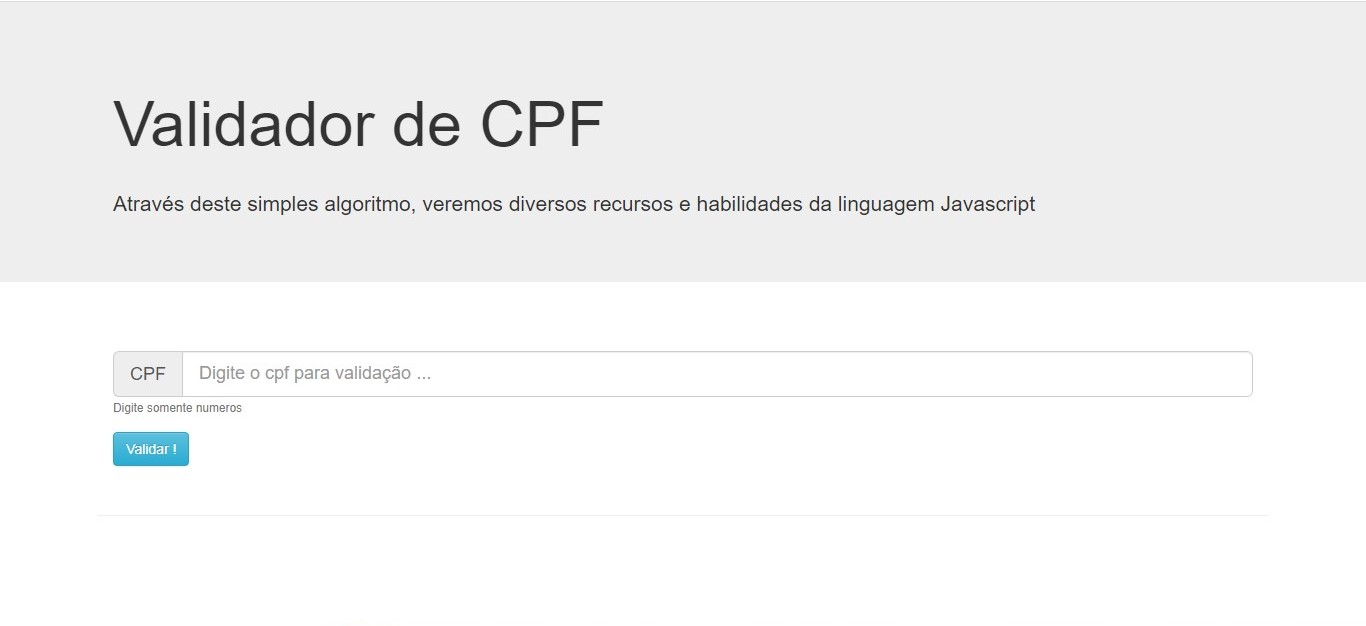 Validador de CPF
Através deste simples algoritmo, veremos diversos recursos e habilidades da linguagem Javascript
CPF Digite o cpf para validação ...
Digite somente numeros
Validar !